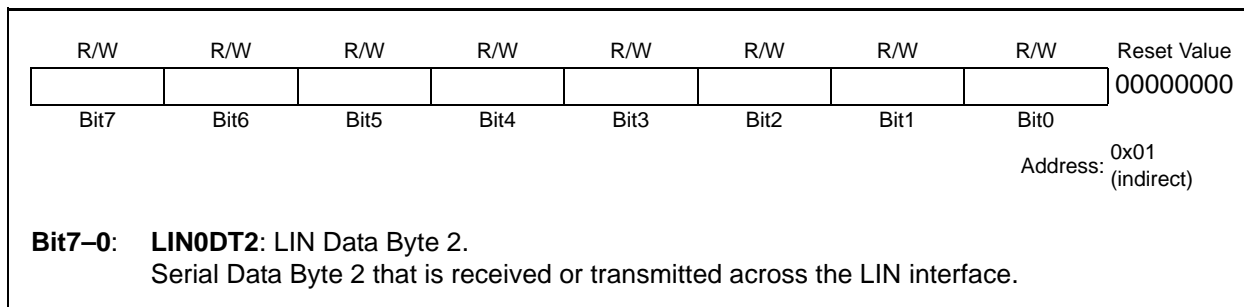 R/W R/W R/W R/W R/W R/W R/W R/W Reset Value
00000000
Bit7 Bit6 Bit5 Bit4 Bit3 Bit2 Bit1 Bit0
Address: 0x01
(indirect)
Bit7–0: LIN0DT2: LIN Data Byte 2.
Serial Data Byte 2 that is received or transmitted across the LIN interface.